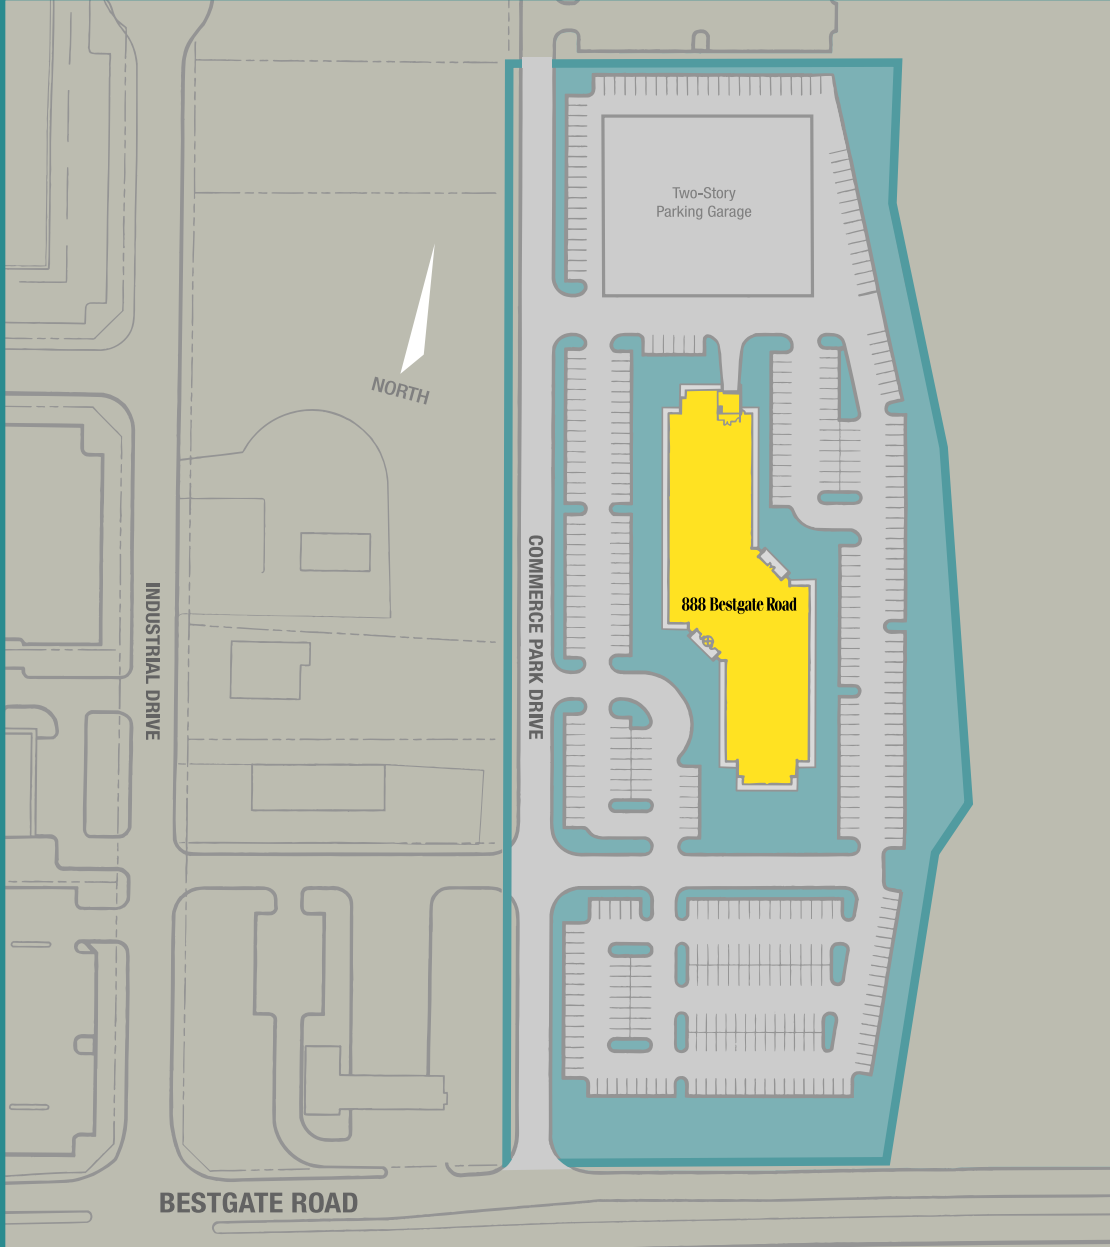 Two-Story
Parking Garage
NORTH
COMMERCE PARK DRIVE
INDUSTRIAL DRIVE
888 Bestgate Road
BESTGATE ROAD